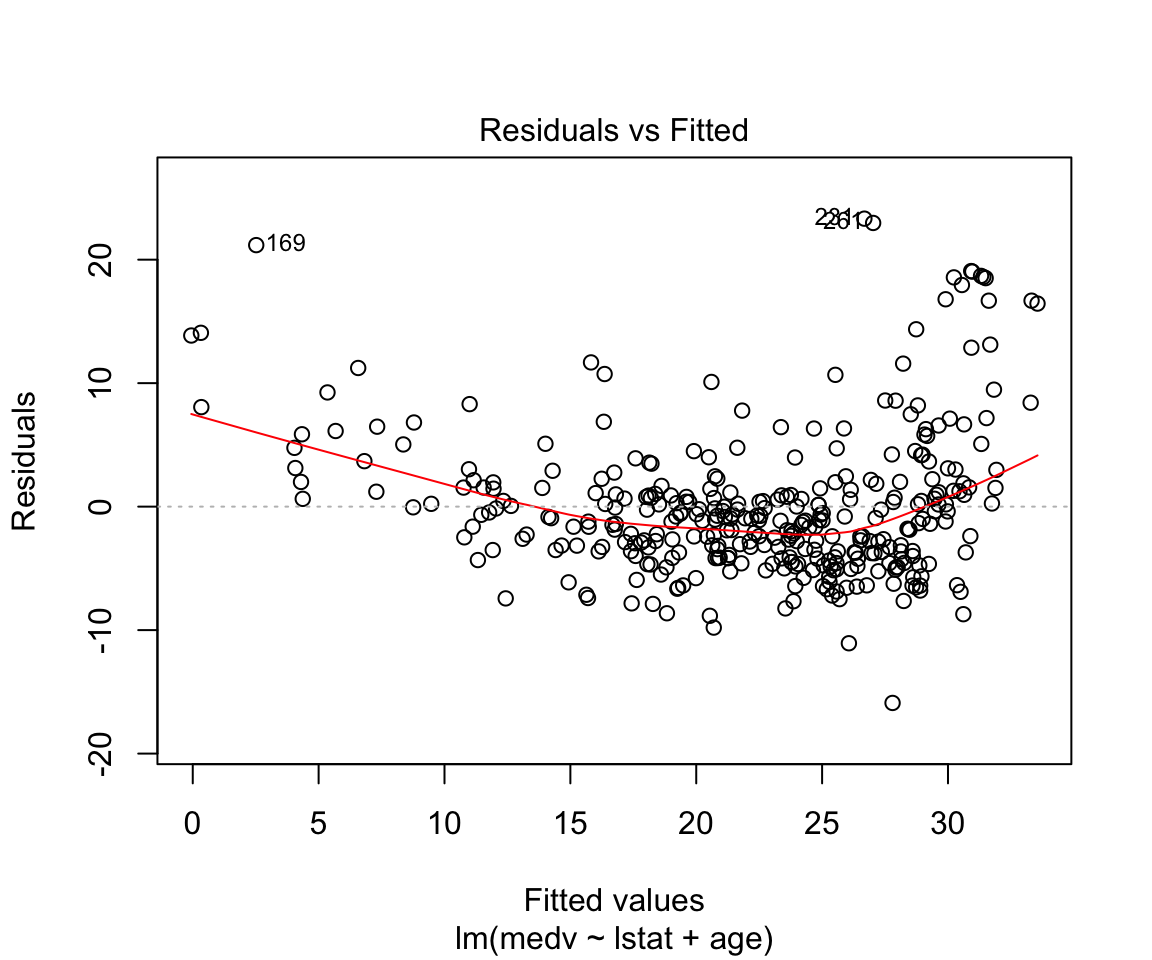 Residuals vs Fitted
169
Residuals
20
10
0
-10
-20
0 5 10 15 20 25 30
Fitted values
lm(medv ~ lstat + age)